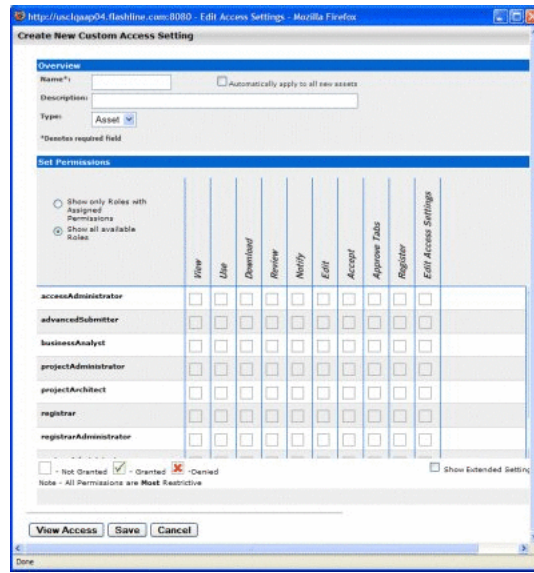 http://usclqaap04.flashline.com:8080 - Edit Access Settings - Mozilla Firefox
Create New Custom Access Setting
Overview
Name*:
Automatically apply to all new assets
Description:
Type: Asset
*Denotes required field
Set Permissions
Show only Roles with
Assigned
Permissions
Show all available
Roles
View
Use
Download
Review
Notify
Edit
Accept
Approve Tabs
Register
Edit Access Settings
accessAdministrator
advancedSubmitter
businessAnalyst
projectAdministrator
projectArchitect
registrar
registrarAdministrator
- Not Granted - Granted -Denied
Show Extended Setting
Note - All Permissions are Most Restrictive
View Access Save Cancel
Done